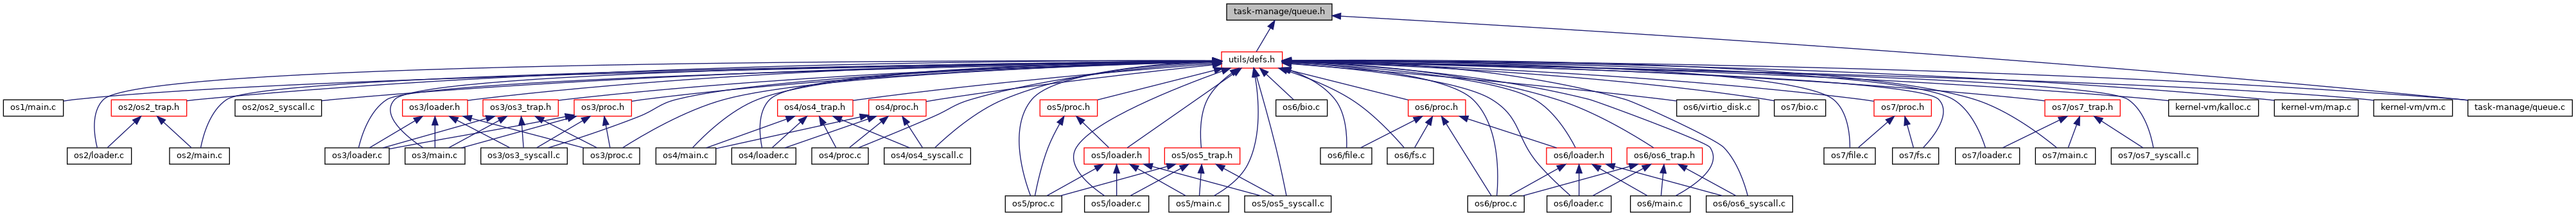 task-manage/queue.h
utils/defs.h
os1/main.c
os2/os2_trap.h
os2/os2_syscall.c
os3/loader.h
os3/os3_trap.h
os3/proc.h
os4/os4_trap.h
os4/proc.h
os5/proc.h
os6/bio.c
os6/proc.h
os6/virtio_disk.c
os7/bio.c
os7/proc.h
os7/os7_trap.h
kernel-vm/kalloc.c
kernel-vm/map.c
kernel-vm/vm.c
task-manage/queue.c
os2/loader.c
os2/main.c
os3/loader.c
os3/main.c
os3/os3_syscall.c
os3/proc.c
os4/main.c
os4/loader.c
os4/proc.c
os4/os4_syscall.c
os5/loader.h
os5/os5_trap.h
os6/file.c
os6/fs.c
os6/loader.h
os6/os6_trap.h
os7/file.c
os7/fs.c
os7/loader.c
os7/main.c
os7/os7_syscall.c
os5/proc.c
os5/loader.c
os5/main.c
os5/os5_syscall.c
os6/proc.c
os6/loader.c
os6/main.c
os6/os6_syscall.c